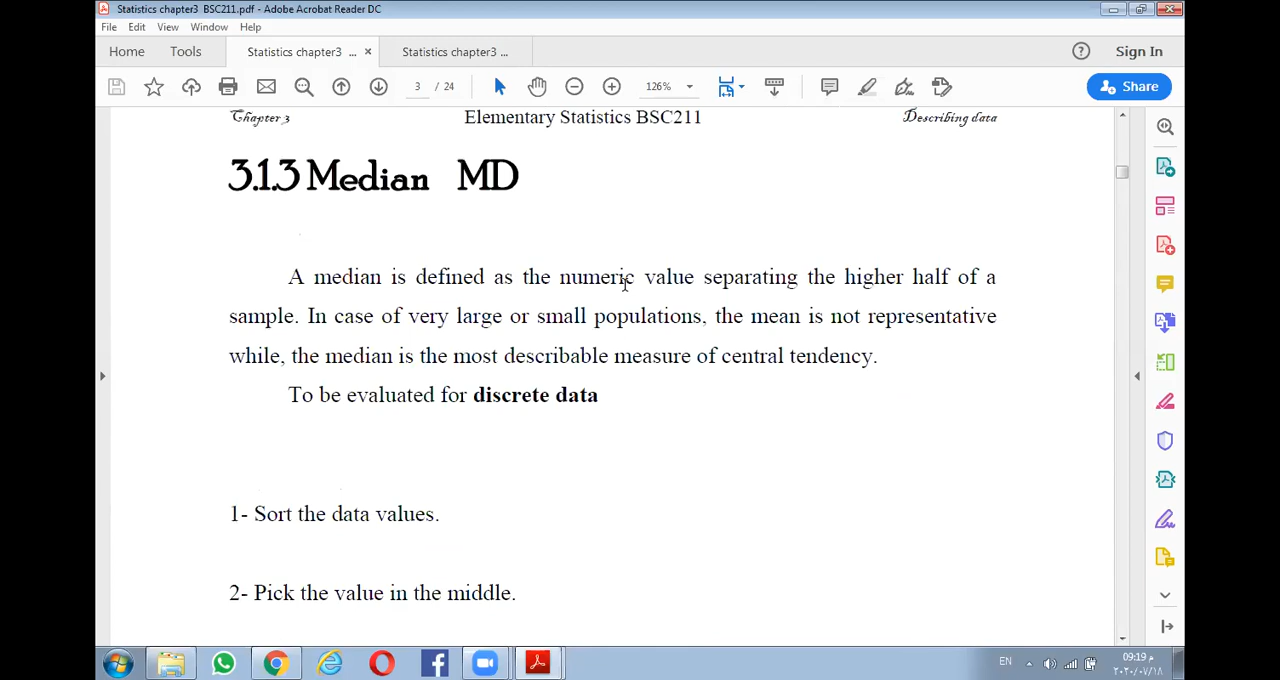 Statistics chapter3 BSC211.pdf - Adobe Acrobat Reader DC
File Edit View Window Help
Home Tools Statistics chapter3 ... × Statistics chapter3 ... ? Sign In
3 / 24 126% Share
Chapter 3 Elementary Statistics BSC211 Describing data
3.1.3 Median MD
A median is defined as the numeric value separating the higher half of a
sample. In case of very large or small populations, the mean is not representative
while, the median is the most describable measure of central tendency.
To be evaluated for discrete data
1- Sort the data values.
2- Pick the value in the middle.
EN
09:19 م
٢٠٢٠/٠٧/١٨